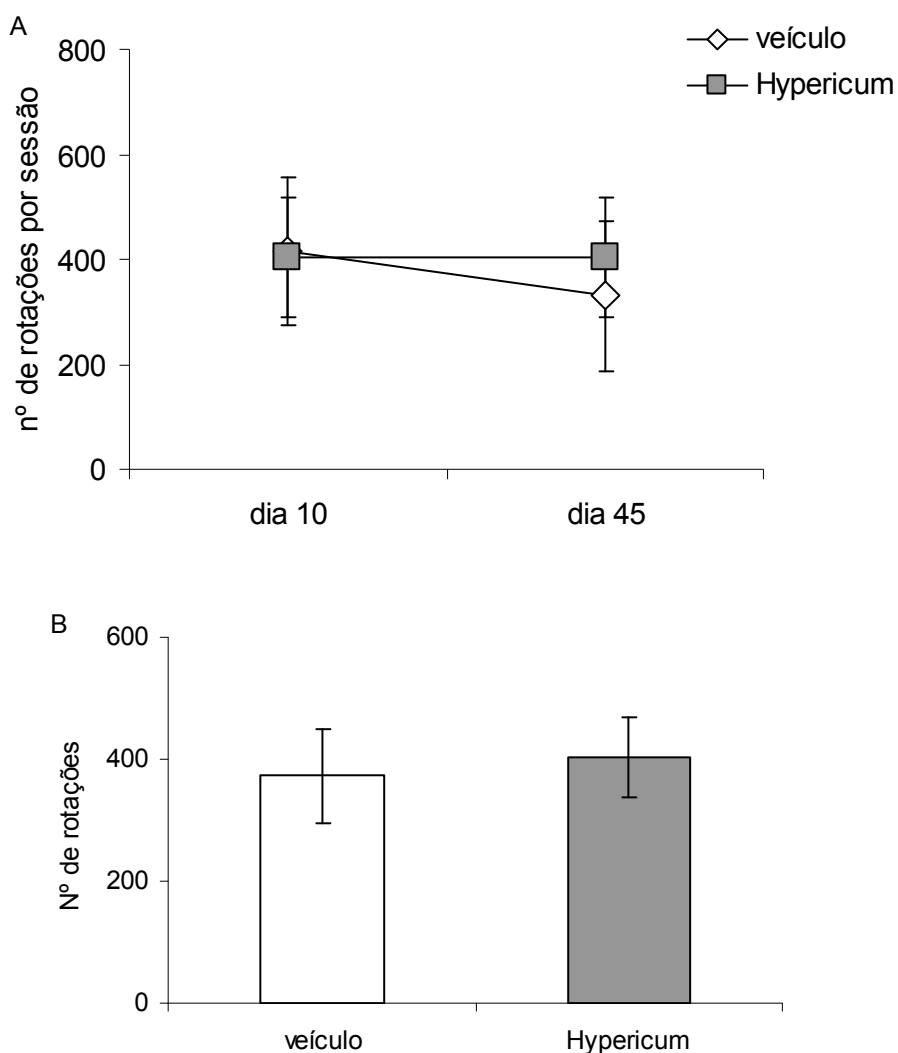 A
veículo
Hypericum
nº de rotações por sessão
800
600
400
200
0
dia 10
dia 45
B
Nº de rotações
600
400
200
0
veículo
Hypericum